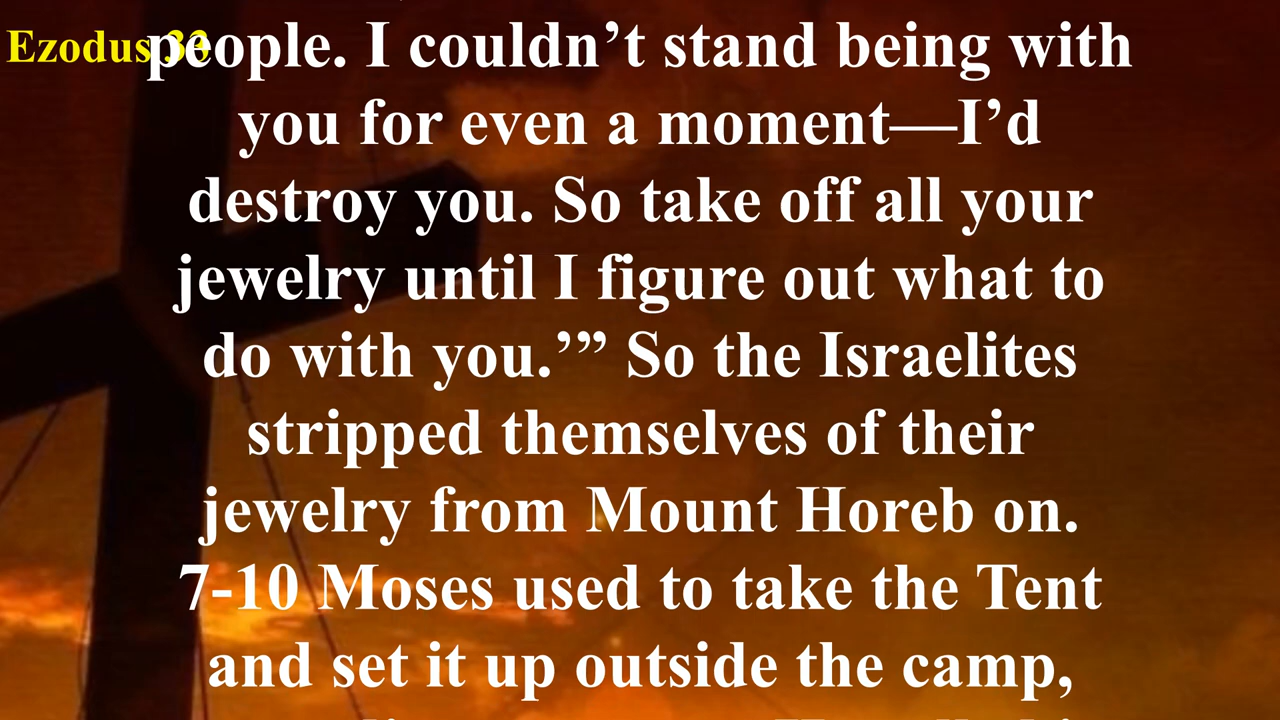 Ezodus 33
people. I couldn’t stand being with
you for even a moment—I’d
destroy you. So take off all your
jewelry until I figure out what to
do with you.’” So the Israelites
stripped themselves of their
jewelry from Mount Horeb on.
7-10 Moses used to take the Tent
and set it up outside the camp,